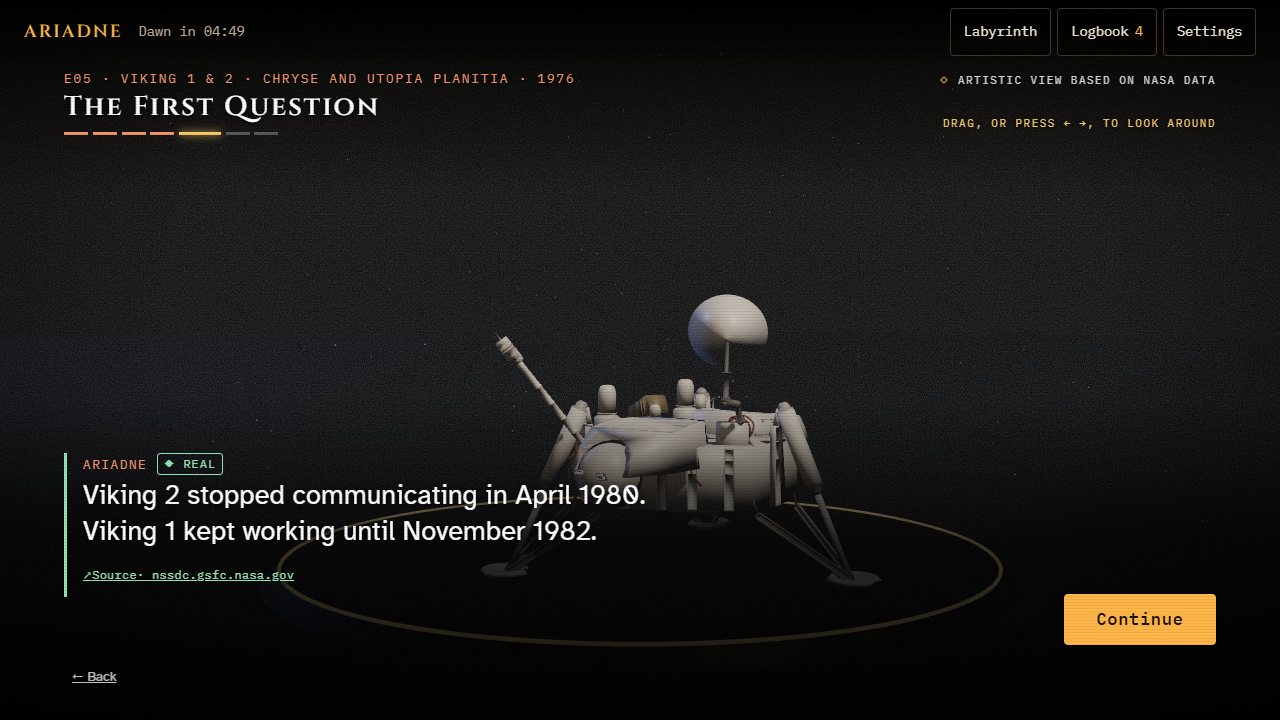 ARIADNE Dawn in 04:49 Labyrinth Logbook 4 Settings
E05 · VIKING 1 & 2 · CHRYSE AND UTOPIA PLANITIA · 1976
The First Question
◇ ARTISTIC VIEW BASED ON NASA DATA
DRAG, OR PRESS ← →, TO LOOK AROUND
ARIADNE ◆ REAL
Viking 2 stopped communicating in April 1980.
Viking 1 kept working until November 1982.
↗Source· nssdc.gsfc.nasa.gov
Continue
← Back